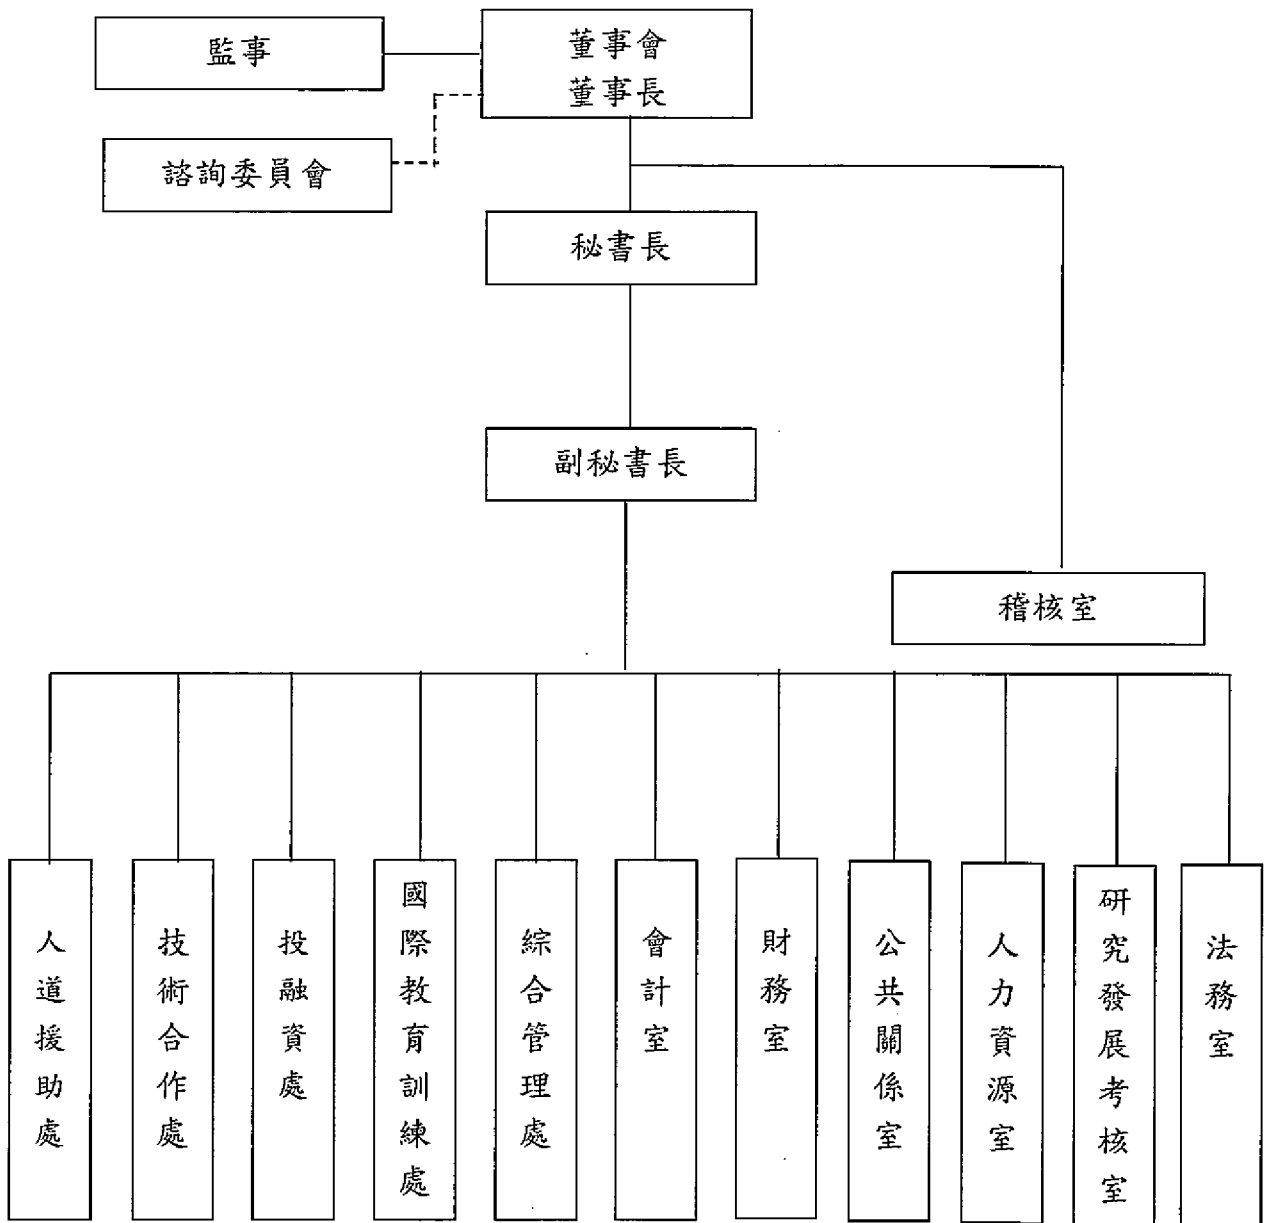 監事
董事會
董事長
諮詢委員會
秘書長
副秘書長
稽核室
人道援助處
技術合作處
投融資處
國際教育訓練處
綜合管理處
會計室
財務室
公共關係室
人力資源室
研究發展考核室
法務室